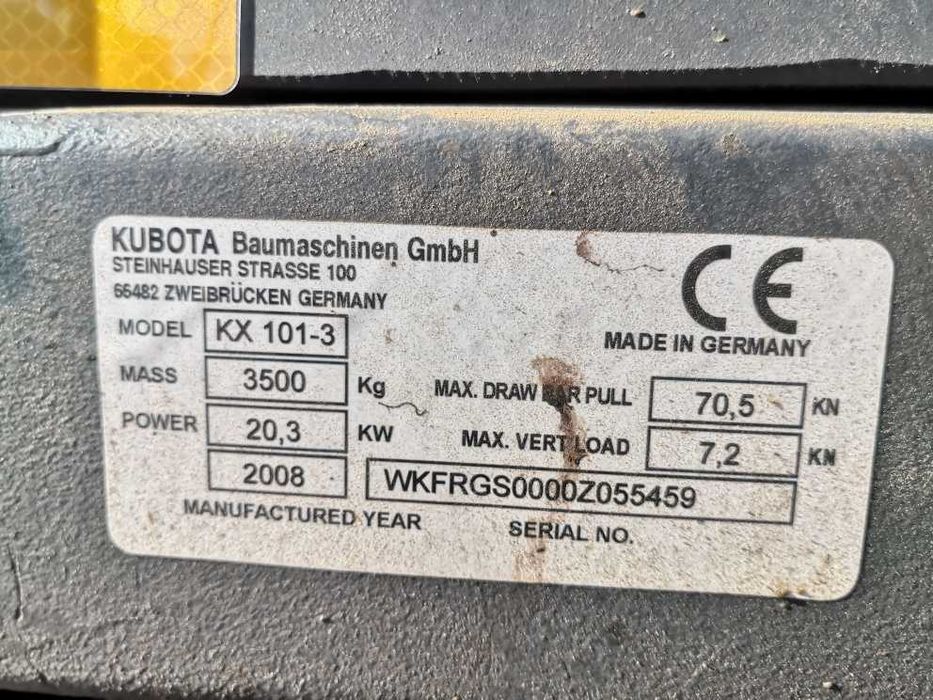 KUBOTA Baumaschinen GmbH
STEINHAUSER STRASSE 100
66482 ZWEIBRÜCKEN GERMANY
CE
MADE IN GERMANY
MODEL KX 101-3
MASS 3500 Kg
MAX. DRAW BAR PULL 70,5 KN
POWER 20,3 KW
MAX. VERT LOAD 7,2 KN
2008 WKFRGS0000Z055459
MANUFACTURED YEAR SERIAL NO.